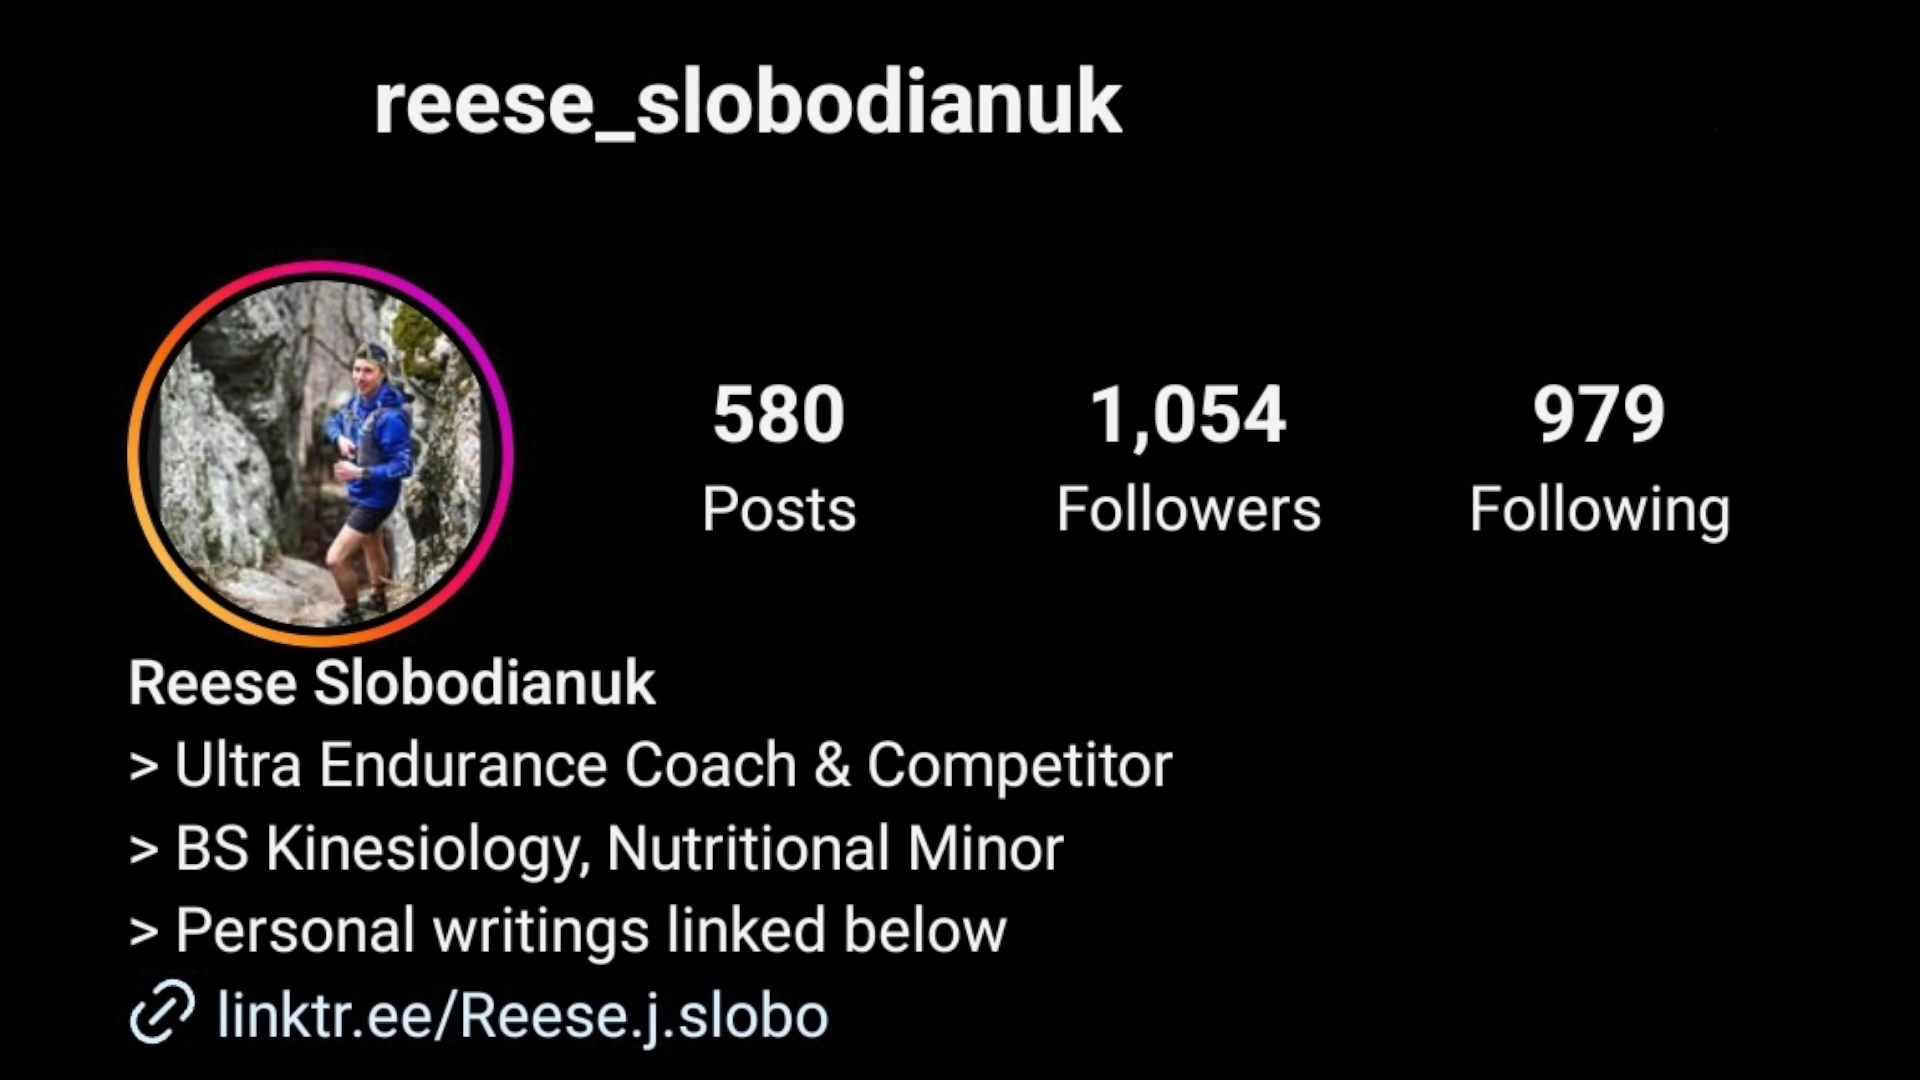 reese_slobodianuk
580 1,054 979
Posts Followers Following
Reese Slobodianuk
> Ultra Endurance Coach & Competitor
> BS Kinesiology, Nutritional Minor
> Personal writings linked below
linktr.ee/Reese.j.slobo